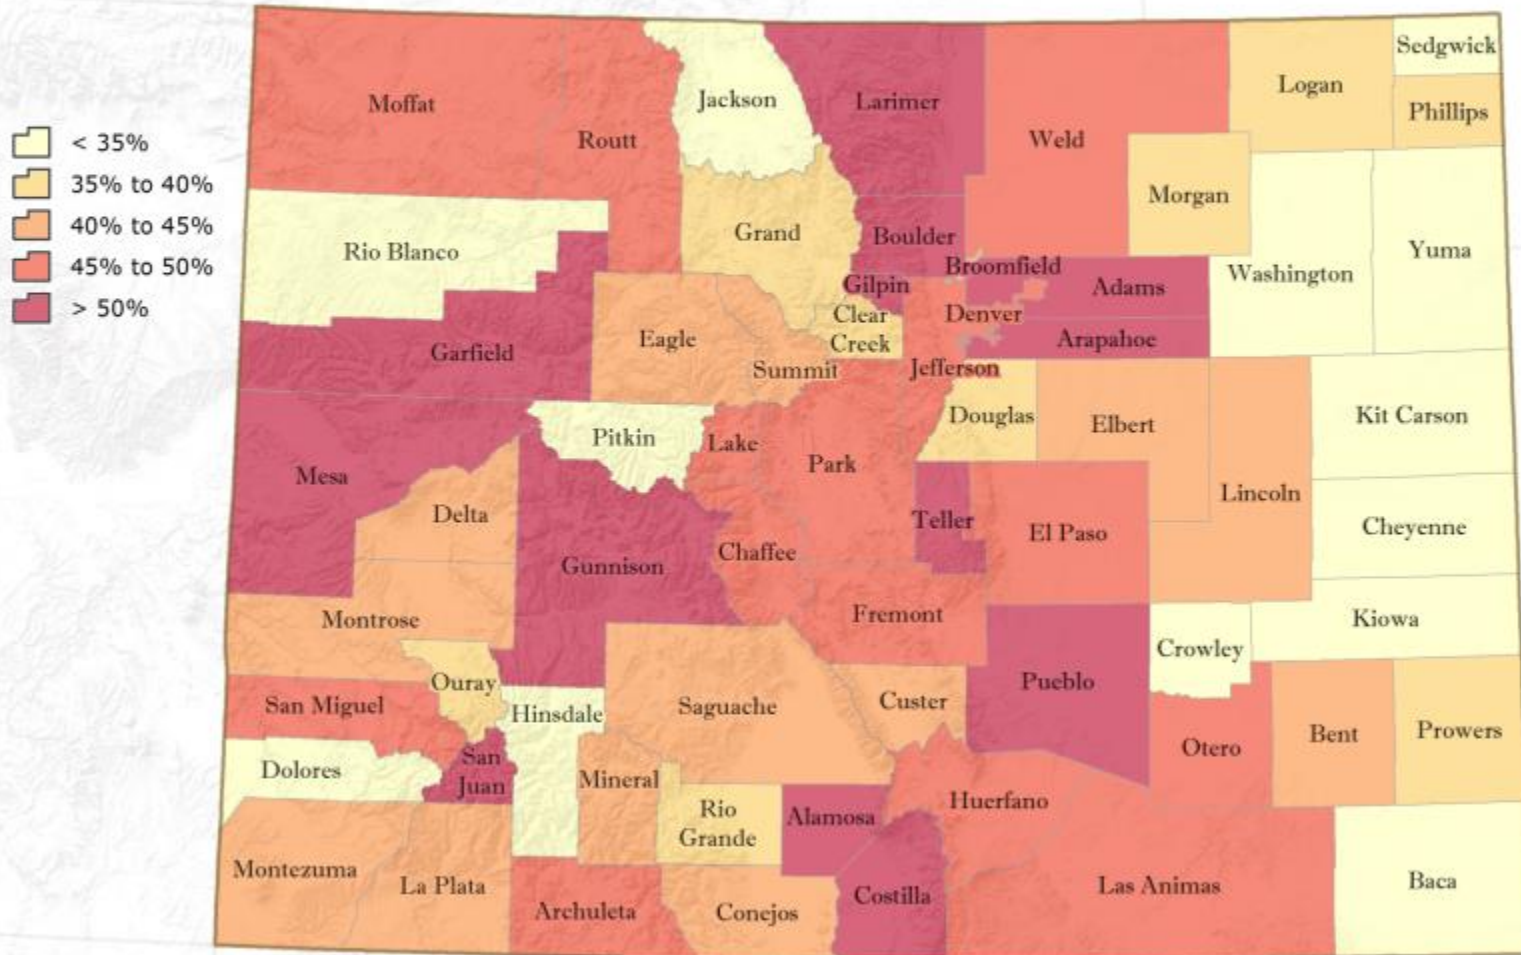 < 35%
35% to 40%
40% to 45%
45% to 50%
> 50%
Moffat
Routt
Jackson
Larimer
Weld
Logan
Sedgwick
Phillips
Morgan
Rio Blanco
Grand
Boulder
Gilpin
Broomfield
Adams
Washington
Yuma
Clear
Creek
Denver
Arapahoe
Garfield
Eagle
Summit
Jefferson
Douglas
Elbert
Kit Carson
Pitkin
Lake
Park
Mesa
Delta
Lincoln
Cheyenne
Teller
El Paso
Gunnison
Chaffee
Montrose
Fremont
Kiowa
Crowley
Ouray
San Miguel
Hinsdale
Saguache
Custer
Pueblo
Otero
Bent
Prowers
Dolores
San
Juan
Mineral
Rio
Grande
Alamosa
Huerfano
Montezuma
La Plata
Archuleta
Conejos
Costilla
Las Animas
Baca